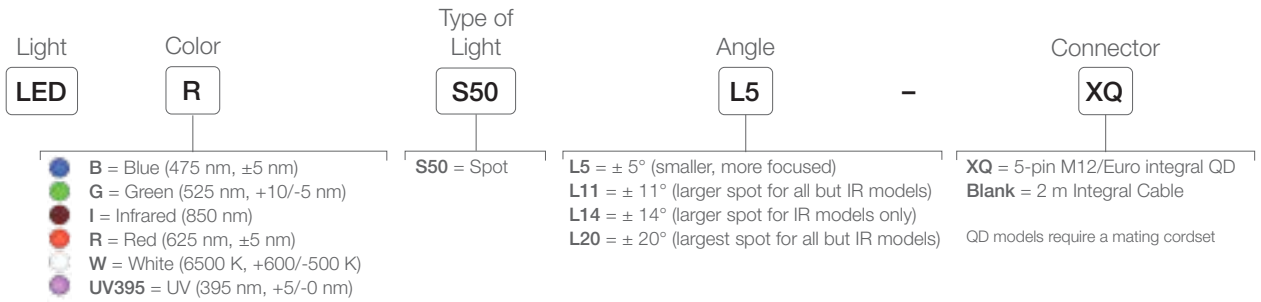 Light
Color
Type of
Light
Angle
Connector
LED
R
S50
L5
–
XQ
B = Blue (475 nm, ±5 nm)
G = Green (525 nm, +10/-5 nm)
I = Infrared (850 nm)
R = Red (625 nm, ±5 nm)
W = White (6500 K, +600/-500 K)
UV395 = UV (395 nm, +5/-0 nm)
S50 = Spot
L5 = ± 5° (smaller, more focused)
L11 = ± 11° (larger spot for all but IR models)
L14 = ± 14° (larger spot for IR models only)
L20 = ± 20° (largest spot for all but IR models)
XQ = 5-pin M12/Euro integral QD
Blank = 2 m Integral Cable
QD models require a mating cordset